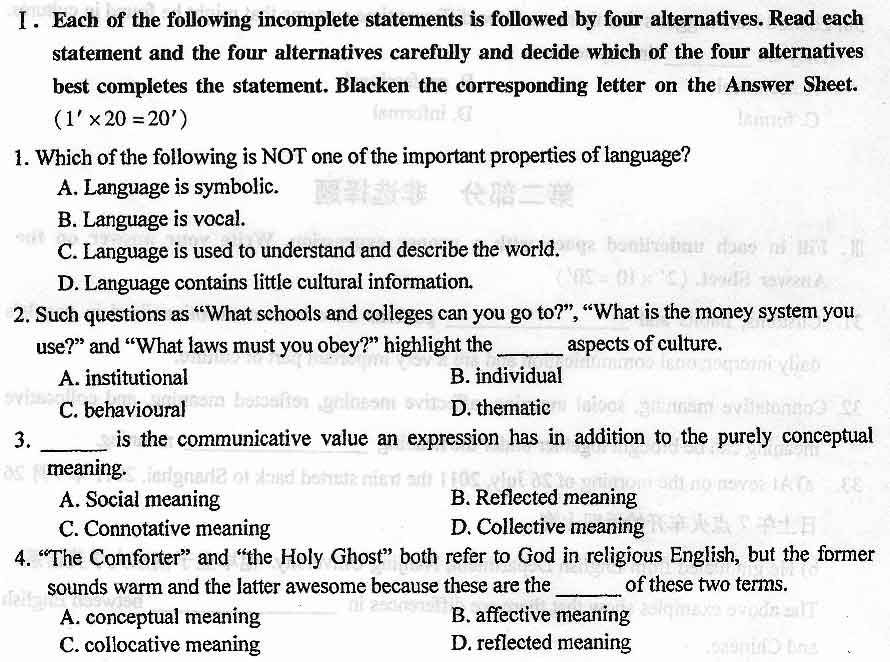 I. Each of the following incomplete statements is followed by four alternatives. Read each
statement and the four alternatives carefully and decide which of the four alternatives
best completes the statement. Blacken the corresponding letter on the Answer Sheet.
(1′ ×20 =20′)
1. Which of the following is NOT one of the important properties of language?
A. Language is symbolic.
B. Language is vocal.
C. Language is used to understand and describe the world.
D. Language contains little cultural information.
2. Such questions as “What schools and colleges can you go to?”, “What is the money system you
use?” and “What laws must you obey?” highlight the ______ aspects of culture.
A. institutional B. individual
C. behavioural D. thematic
3. ______ is the communicative value an expression has in addition to the purely conceptual
meaning.
A. Social meaning B. Reflected meaning
C. Connotative meaning D. Collective meaning
4. “The Comforter” and “the Holy Ghost” both refer to God in religious English, but the former
sounds warm and the latter awesome because these are the ______ of these two terms.
A. conceptual meaning B. affective meaning
C. collocative meaning D. reflected meaning